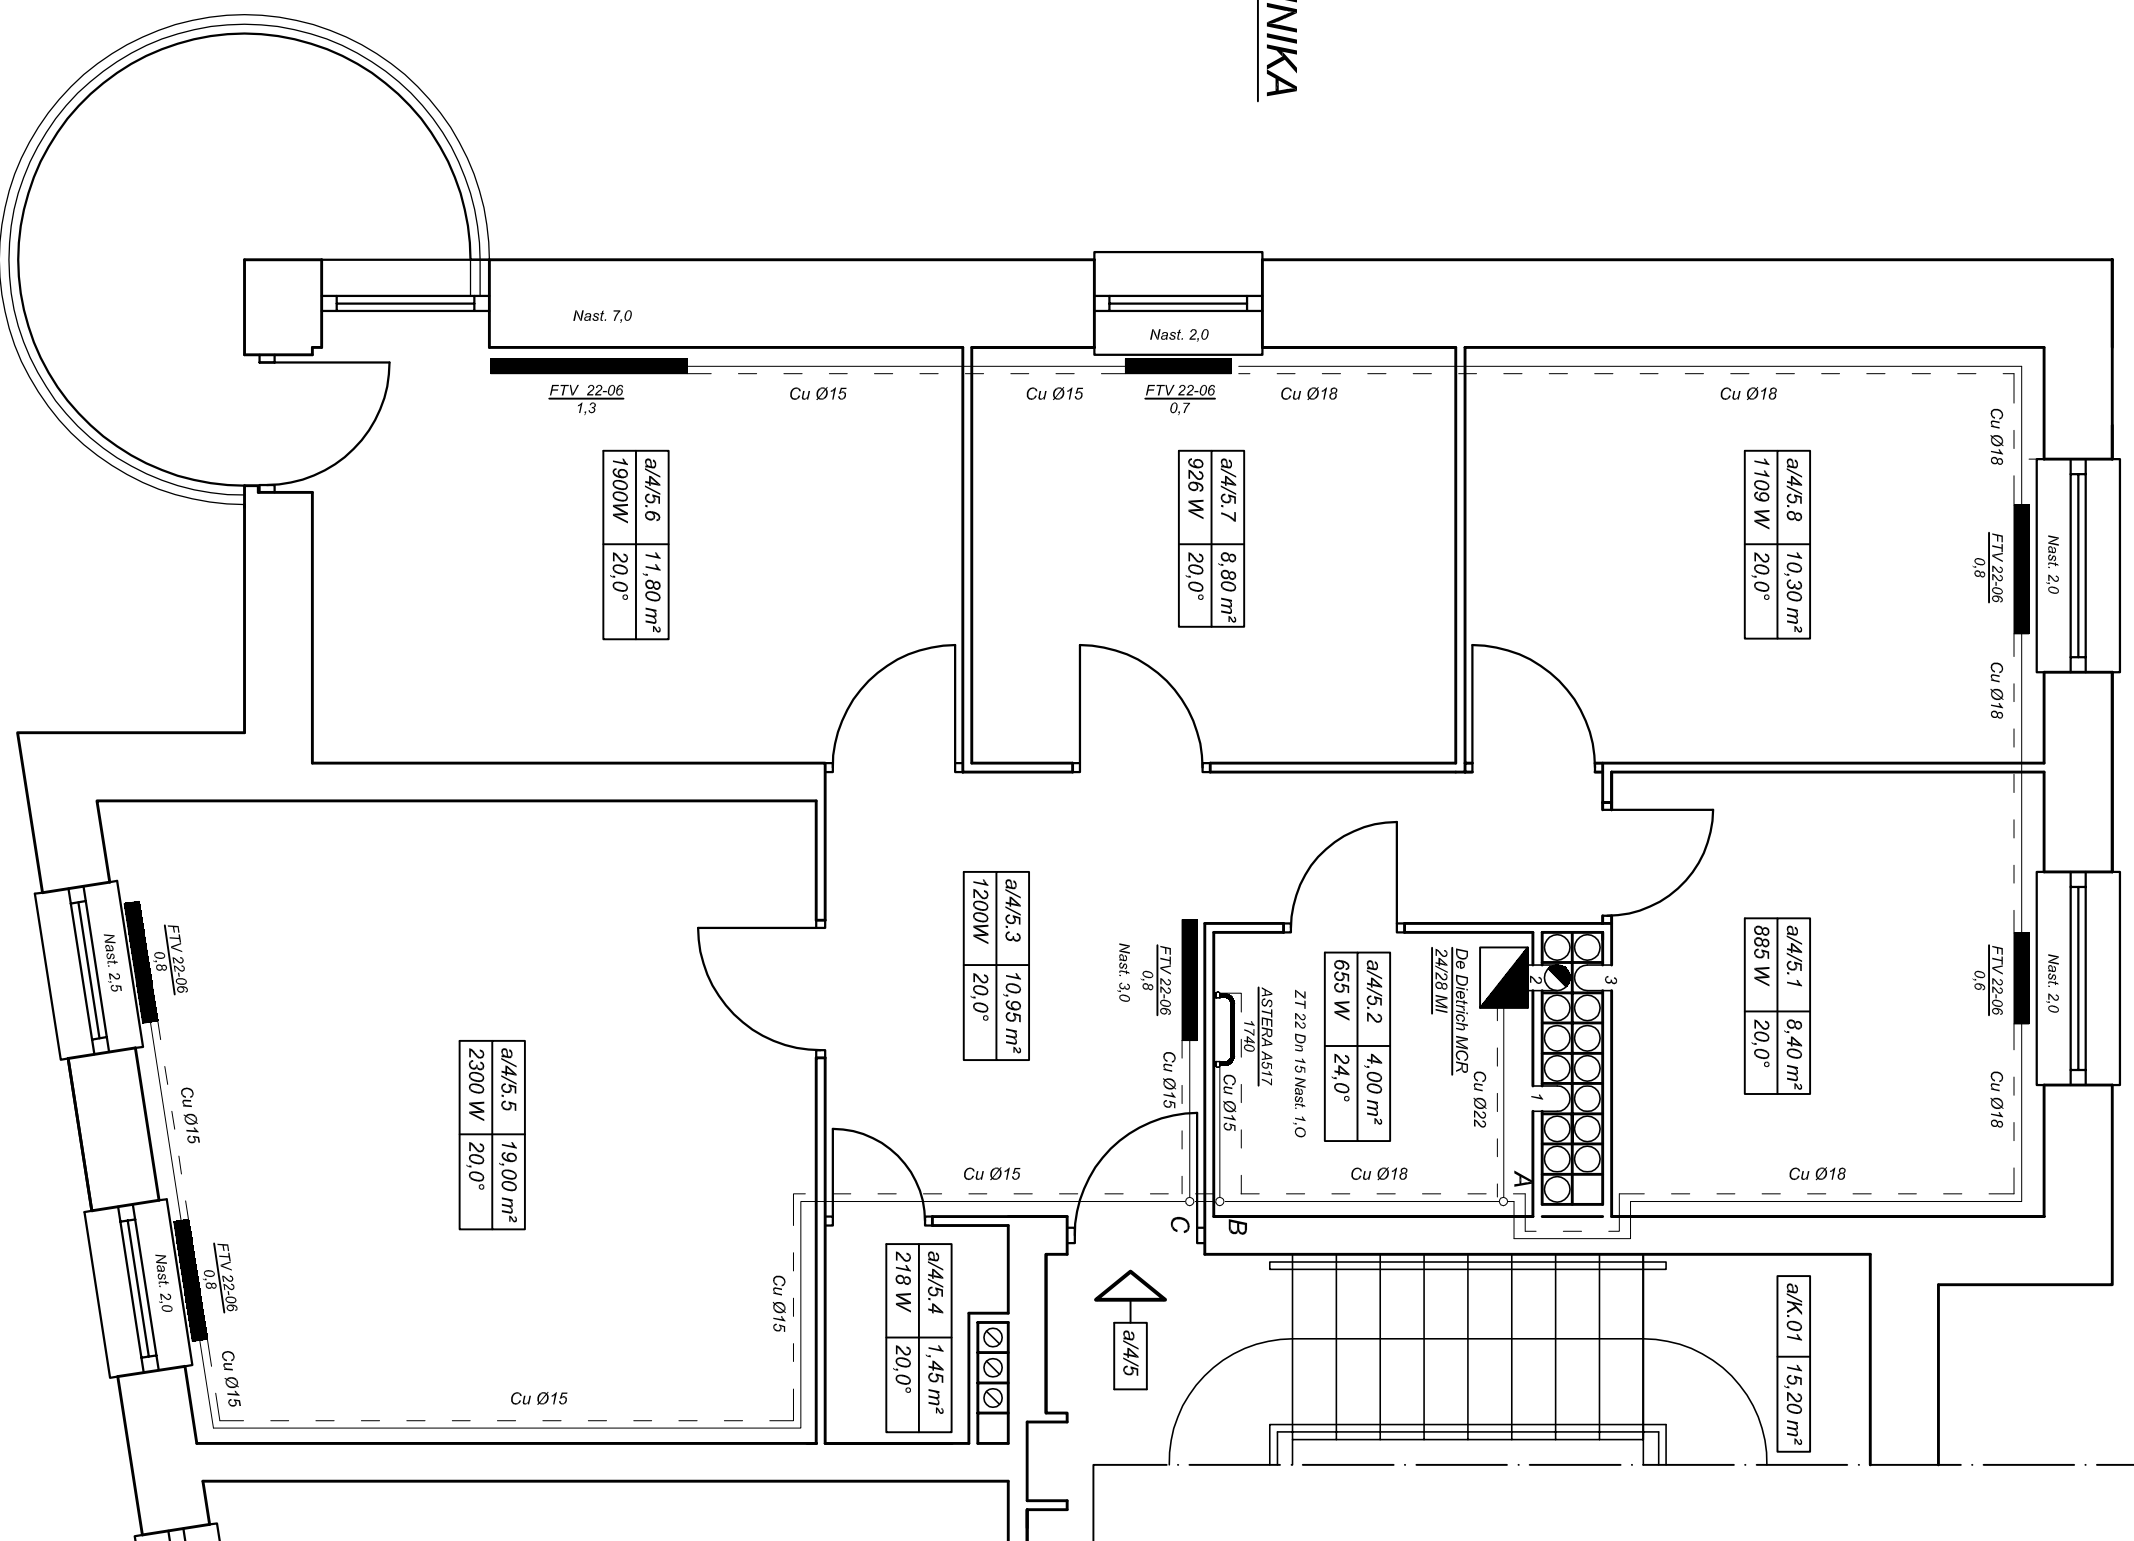 NIKA
Nast. 7,0
Nast. 2,0
FTV 22-06
1,3
Cu Ø15
Cu Ø15
FTV 22-06
0,7
Cu Ø18
Cu Ø18
Cu Ø18
a/4/5.6 11,80 m²
1900W 20,0°
a/4/5.7 8,80 m²
926 W 20,0°
a/4/5.8 10,30 m²
1109 W 20,0°
Nast. 2,0
FTV 22-06
0,8
Cu Ø18
a/4/5.3 10,95 m²
1200W 20,0°
FTV 22-06
0,8
Nast. 3,0
Cu Ø15
ZT 22 Dn 15 Nast. 1,O
ASTERA A517
1740
Cu Ø15
a/4/5.2 4,00 m²
655 W 24,0°
De Dietrich MCR
24/28 MI
Cu Ø22
2
3
1
a/4/5.1 8,40 m²
885 W 20,0°
Nast. 2,0
FTV 22-06
0,6
Cu Ø18
FTV 22-06
0,8
Nast. 2,5
Cu Ø15
a/4/5.5 19,00 m²
2300 W 20,0°
Cu Ø15
Cu Ø18
A
Cu Ø18
C
B
FTV 22-06
0,8
Nast. 2,0
Cu Ø15
Cu Ø15
Cu Ø15
a/4/5.4 1,45 m²
218 W 20,0°
a/4/5
a/K.01 15,20 m²